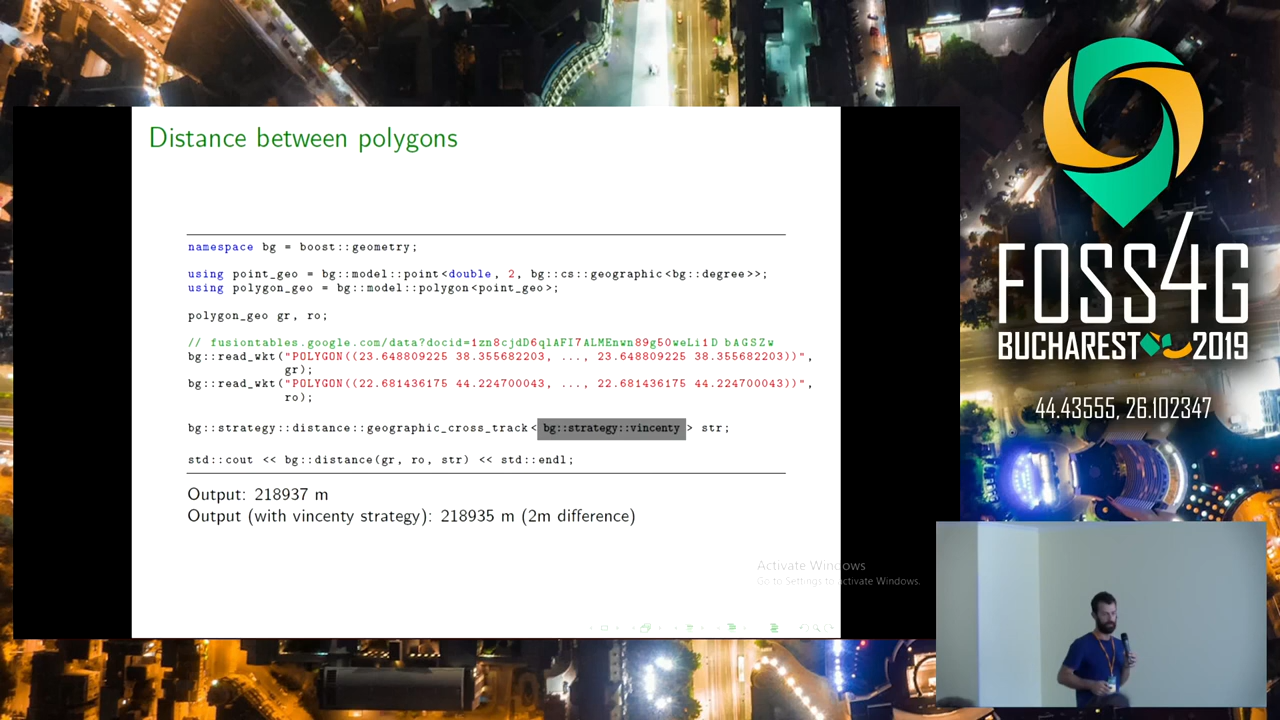 Distance between polygons
namespace bg = boost::geometry;
using point_geo = bg::model::point<double, 2, bg::cs::geographic<bg::degree>>;
using polygon_geo = bg::model::polygon<point_geo>;
polygon_geo gr, ro;
// fusiontables.google.com/data?docid=1zn8cjdD6qlAFI7ALMEnwn89g50weLi1D bAGSZw
bg::read_wkt("POLYGON((23.648809225 38.355682203, ..., 23.648809225 38.355682203))",
gr);
bg::read_wkt("POLYGON((22.681436175 44.224700043, ..., 22.681436175 44.224700043))",
ro);
bg::strategy::distance::geographic_cross_track< bg::strategy::vincenty > str;
std::cout << bg::distance(gr, ro, str) << std::endl;
Output: 218937 m
Output (with vincenty strategy): 218935 m (2m difference)
Activate Windows
Go to Settings to activate Windows.
FOSS4G
BUCHAREST 2019
44.43555, 26.102347